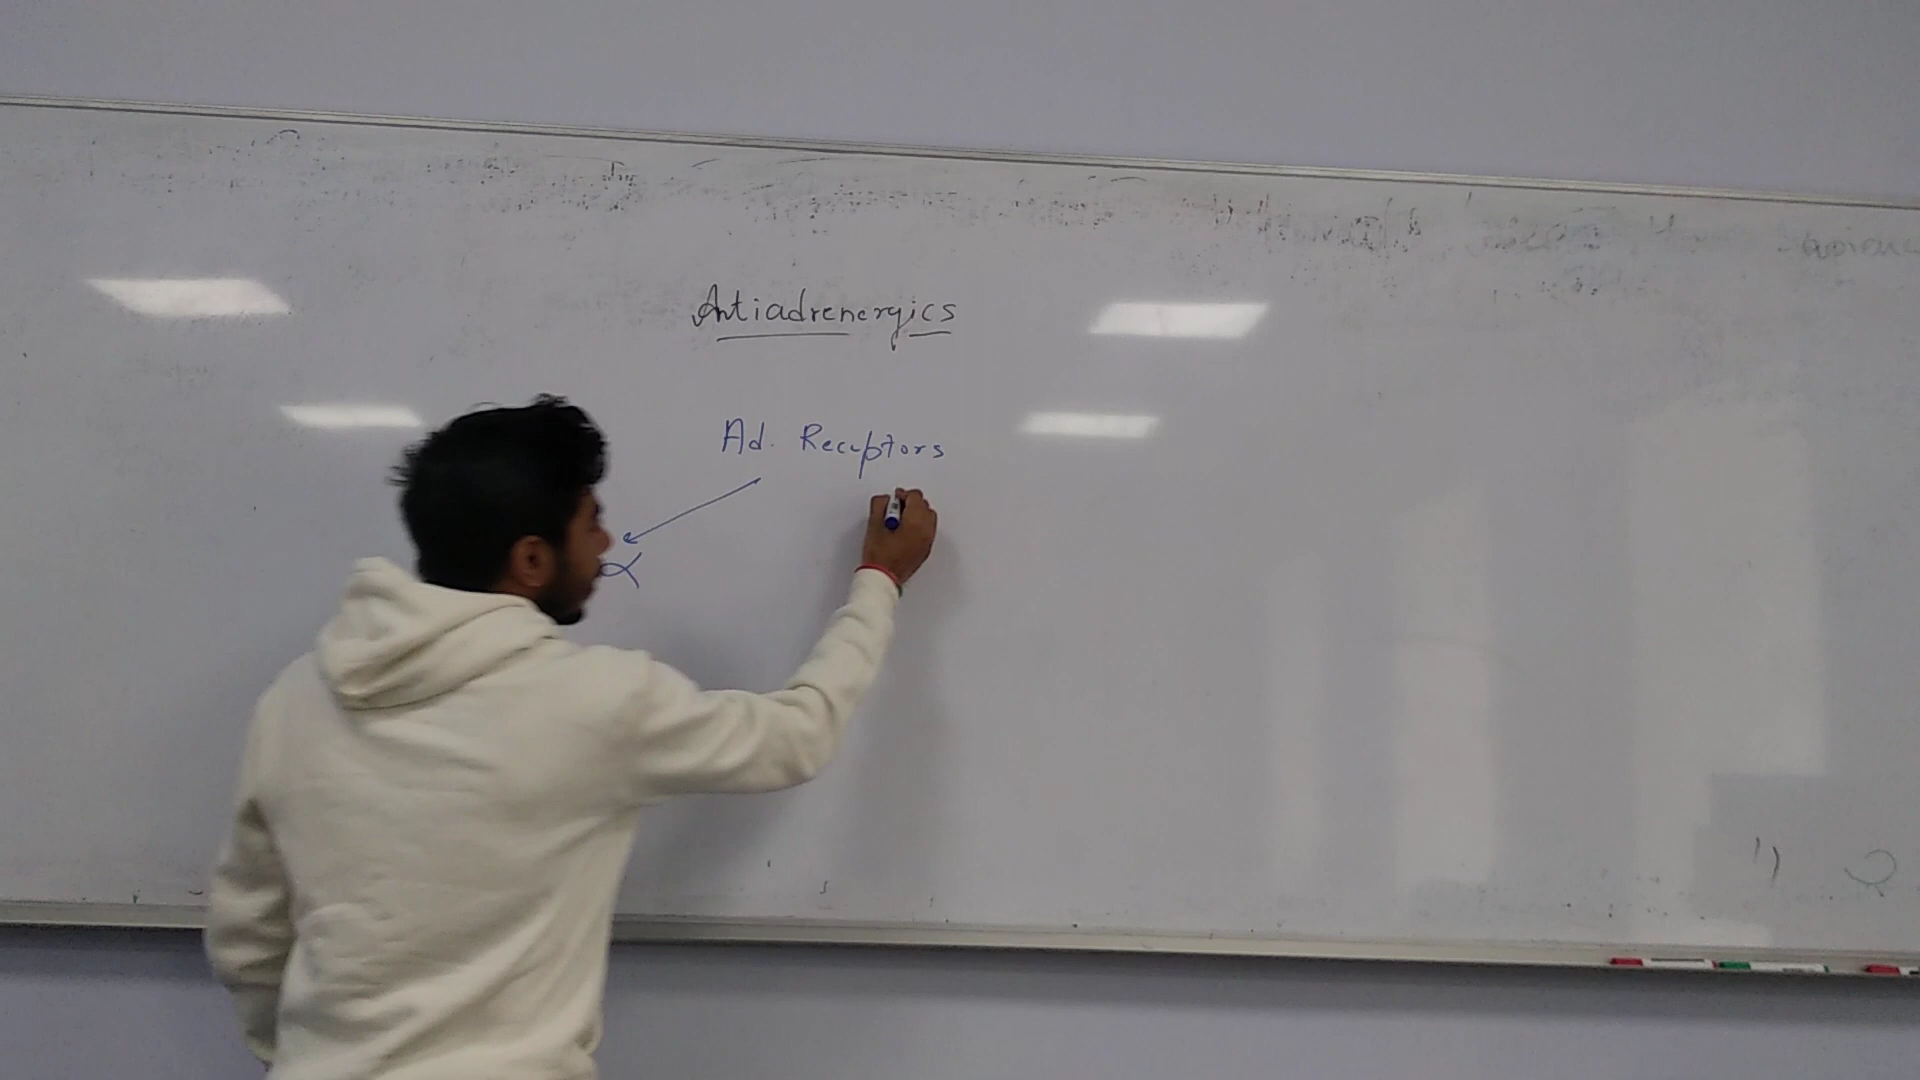 Antiadrenergics
Ad. Receptors
α